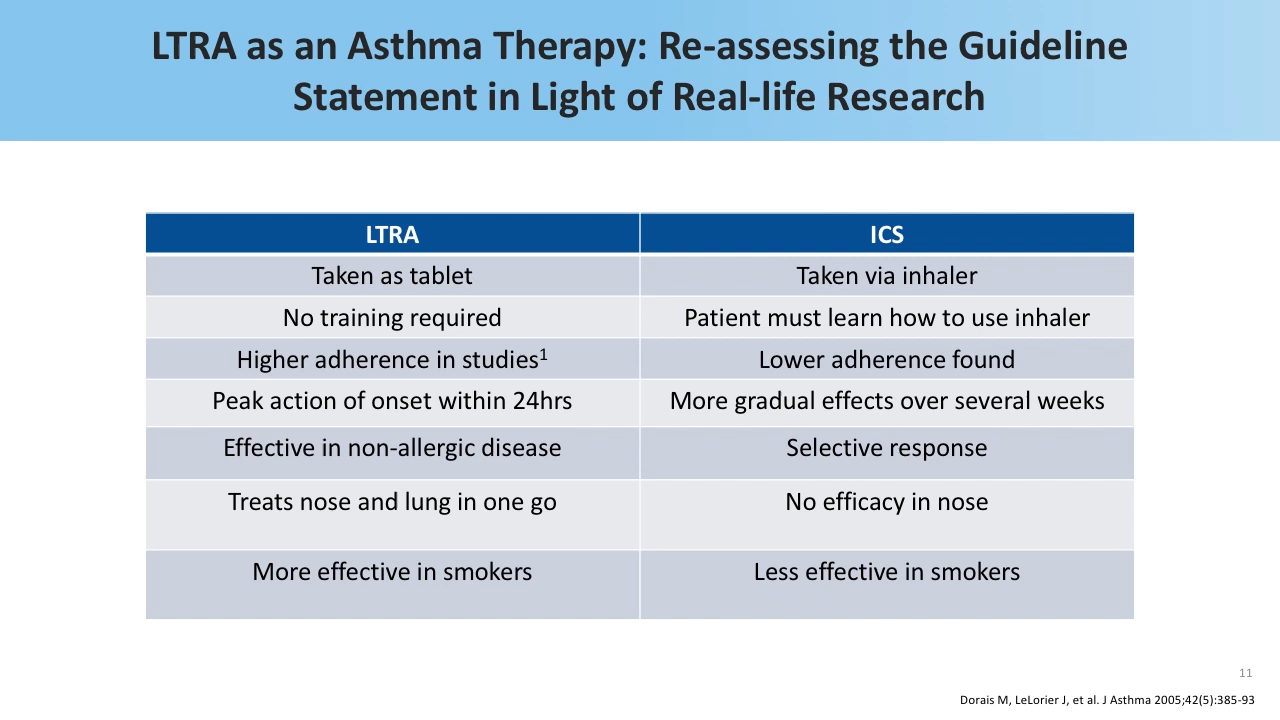 LTRA as an Asthma Therapy: Re-assessing the Guideline
Statement in Light of Real-life Research
LTRA
ICS
Taken as tablet
Taken via inhaler
No training required
Patient must learn how to use inhaler
Higher adherence in studies¹
Lower adherence found
Peak action of onset within 24hrs
More gradual effects over several weeks
Effective in non-allergic disease
Selective response
Treats nose and lung in one go
No efficacy in nose
More effective in smokers
Less effective in smokers
11
Dorais M, LeLorier J, et al. J Asthma 2005;42(5):385-93